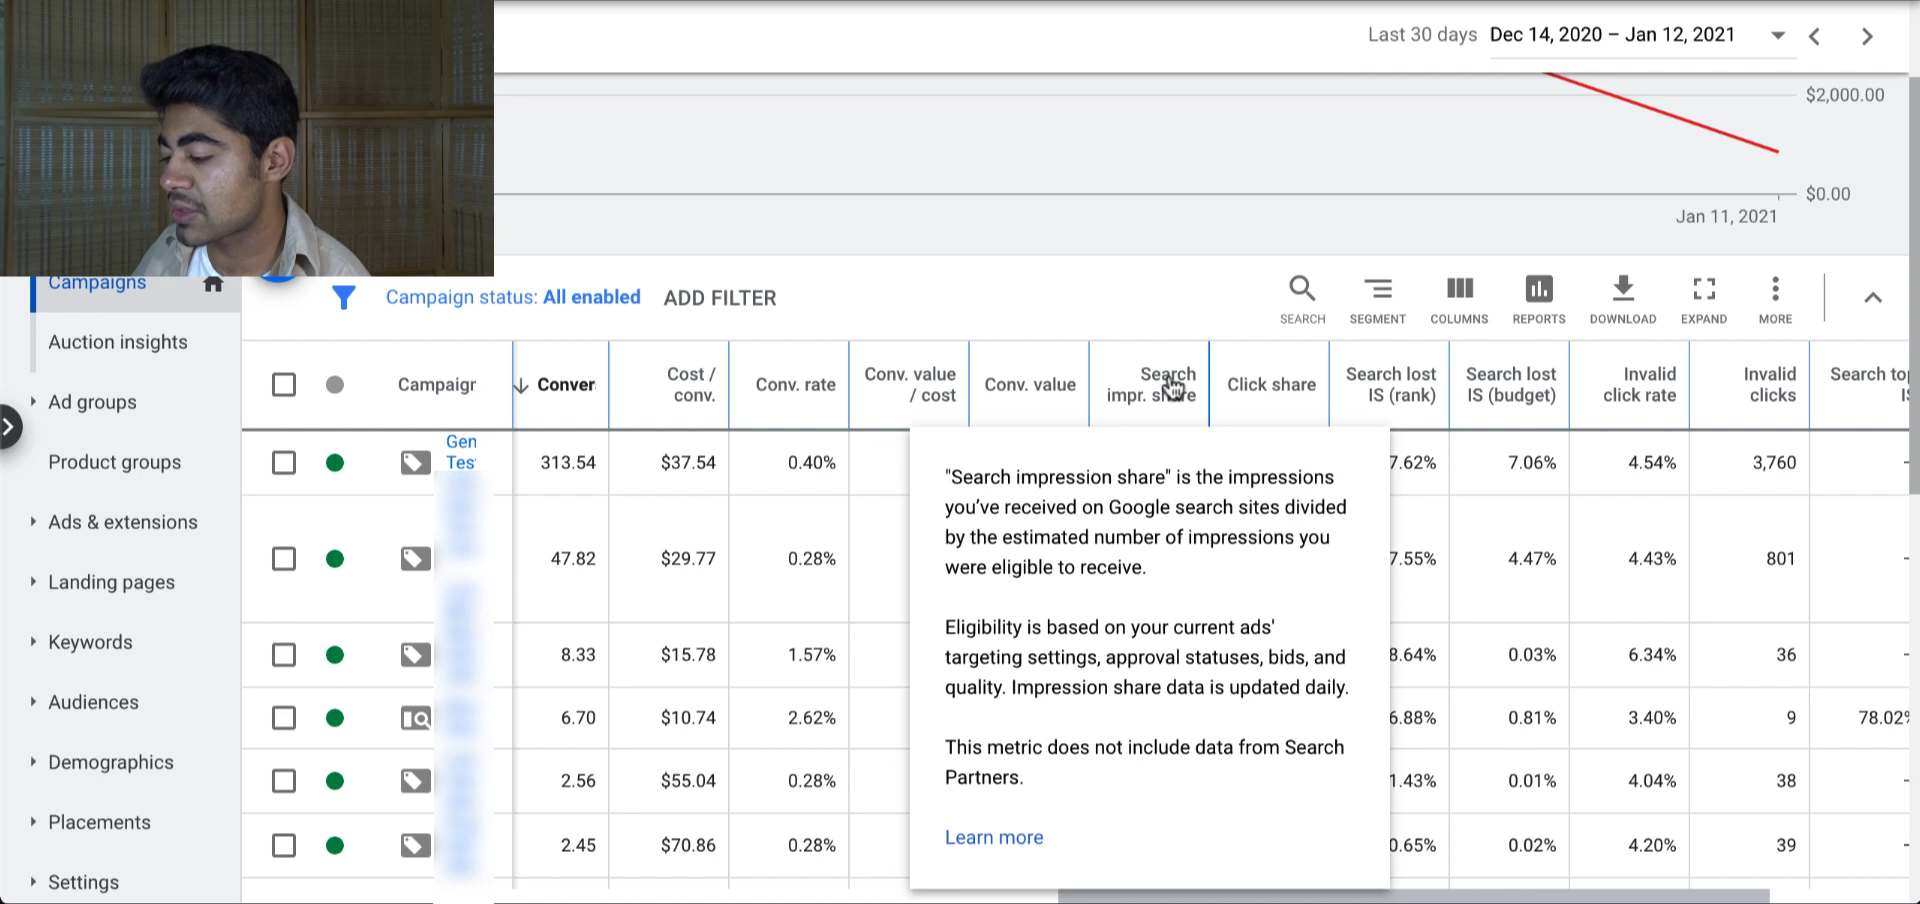 Last 30 days Dec 14, 2020 – Jan 12, 2021
$2,000.00
$0.00
Jan 11, 2021
Campaigns
Auction insights
Ad groups
Product groups
Ads & extensions
Landing pages
Keywords
Audiences
Demographics
Placements
Settings
Campaign status: All enabled ADD FILTER
SEARCH SEGMENT COLUMNS REPORTS DOWNLOAD EXPAND MORE
Conver
Cost /
conv.
Conv. rate
Conv. value
/ cost
Conv. value
Search
impr. share
Click share
Search lost
IS (rank)
Search lost
IS (budget)
Invalid
click rate
Invalid
clicks
Search
Gen
313.54 $37.54 0.40% 7.62% 7.06% 4.54% 3,760
47.82 $29.77 0.28% 7.55% 4.47% 4.43% 801
8.33 $15.78 1.57% 8.64% 0.03% 6.34% 36
6.70 $10.74 2.62% 6.88% 0.81% 3.40% 9 78.02%
2.56 $55.04 0.28% 1.43% 0.01% 4.04% 38
2.45 $70.86 0.28% 0.65% 0.02% 4.20% 39
"Search impression share" is the impressions
you've received on Google search sites divided
by the estimated number of impressions you
were eligible to receive.
Eligibility is based on your current ads'
targeting settings, approval statuses, bids, and
quality. Impression share data is updated daily.
This metric does not include data from Search
Partners.
Learn more